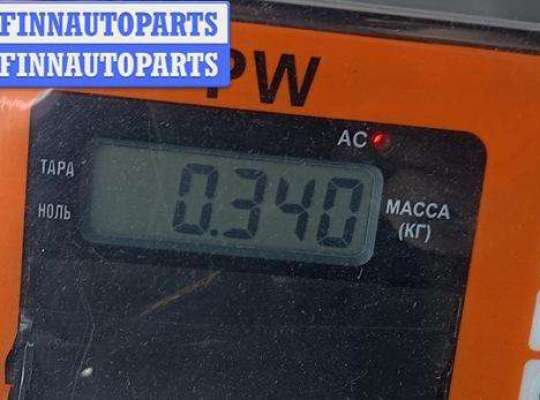 FINNAUTOPARTS
FINNAUTOPARTS
PW
AC
ТАРА
0.340
НОЛЬ
МАССА
(КГ)